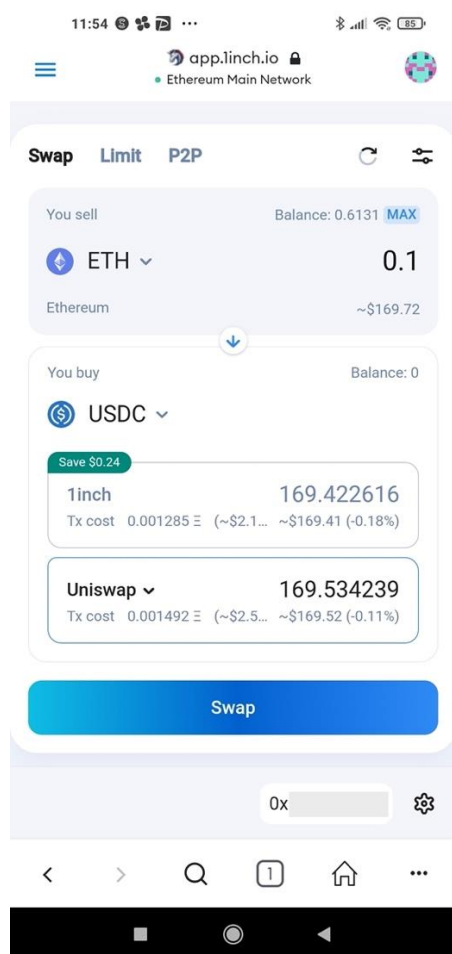 11:54
85
app.1inch.io
Ethereum Main Network
Swap Limit P2P
You sell Balance: 0.6131 MAX
ETH 0.1
Ethereum ~$169.72
You buy Balance: 0
USDC
Save $0.24
1inch 169.422616
Tx cost 0.001285 Ξ (~$2.1... ~$169.41 (-0.18%)
Uniswap 169.534239
Tx cost 0.001492 Ξ (~$2.5... ~$169.52 (-0.11%)
Swap
0x
1